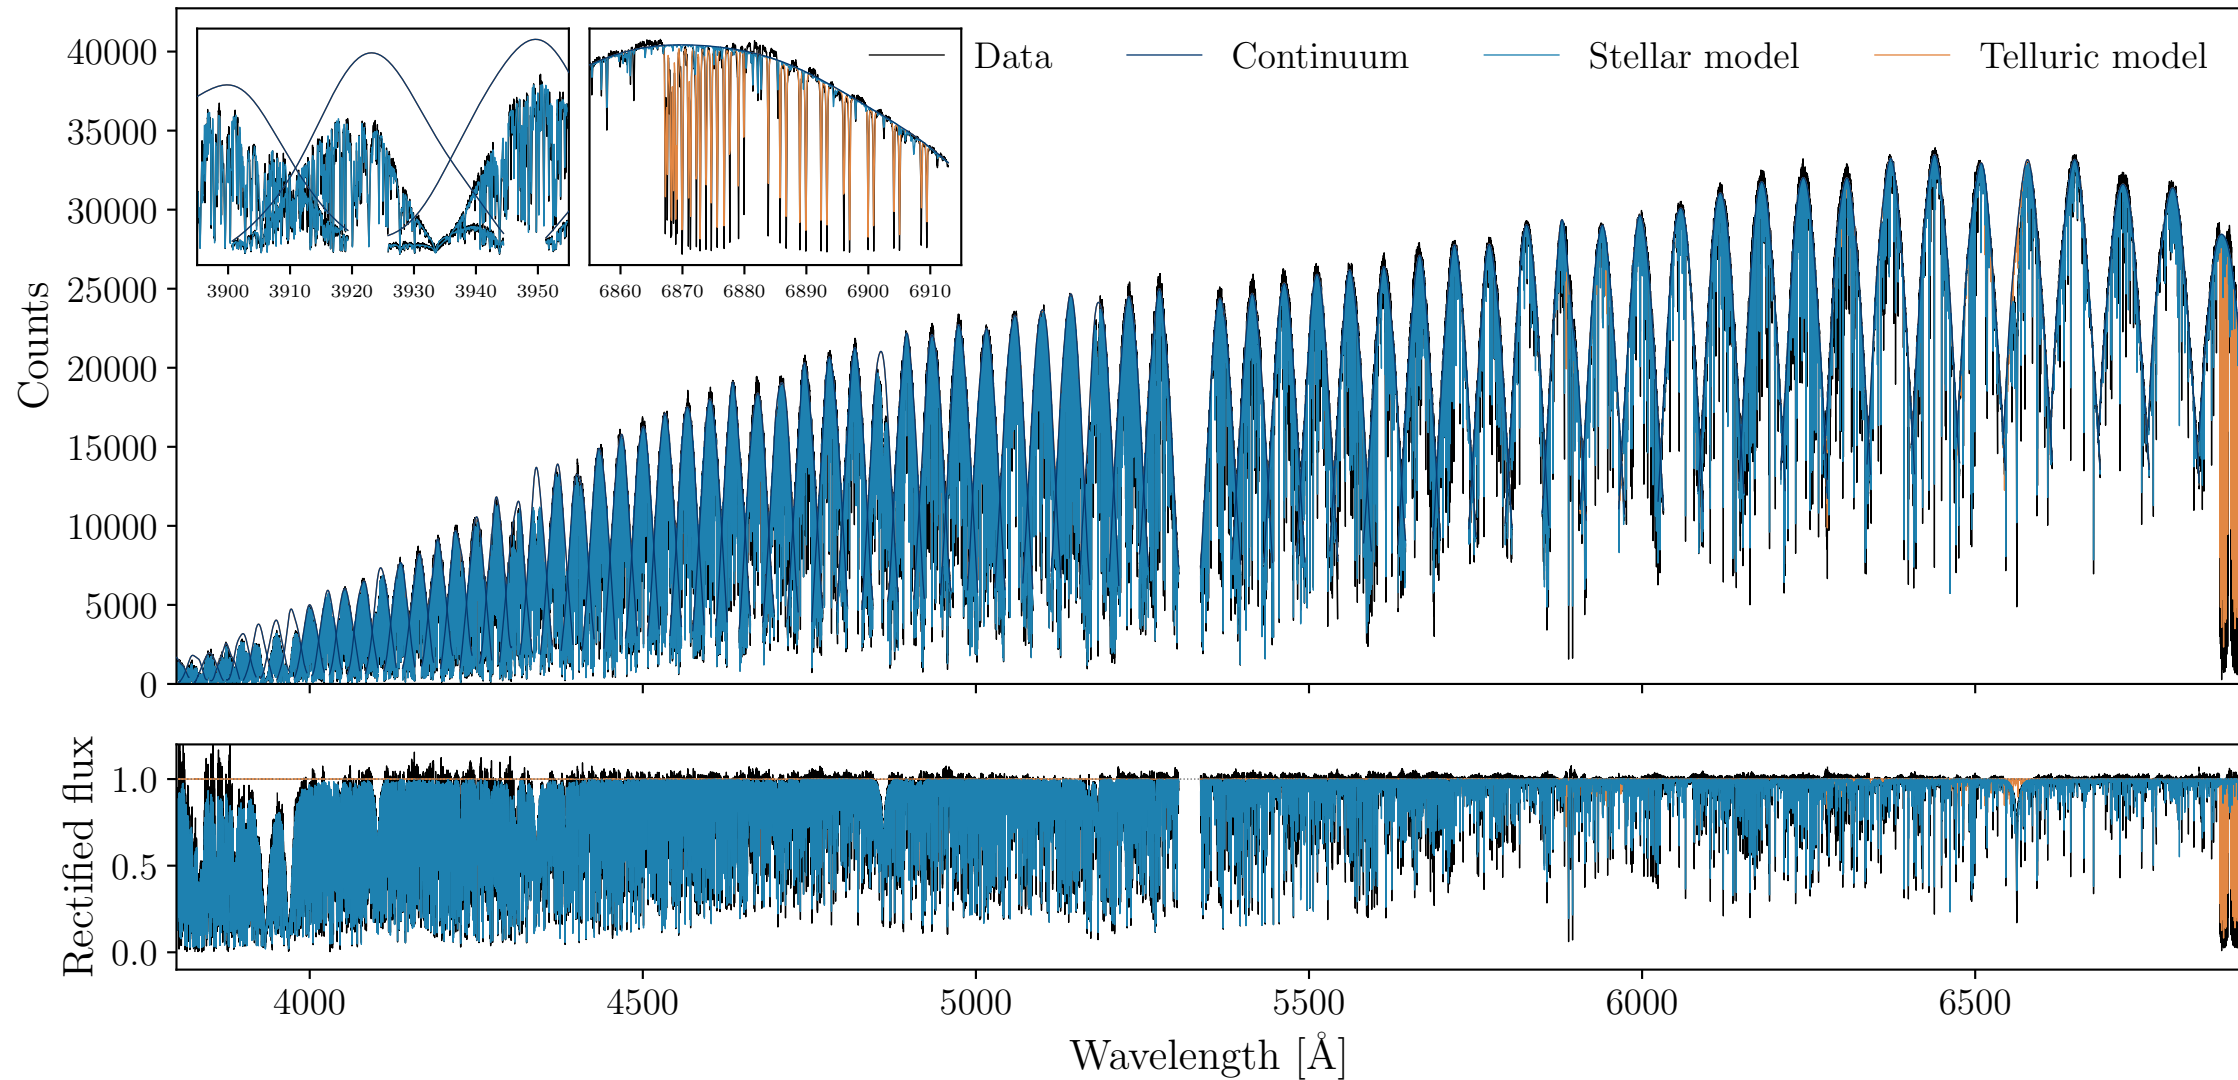 Data
Continuum
Stellar model
Telluric model
Counts
40000
35000
30000
25000
20000
15000
10000
5000
0
3900 3910 3920 3930 3940 3950
6860 6870 6880 6890 6900 6910
Rectified flux
1.0
0.5
0.0
4000 4500 5000 5500 6000 6500
Wavelength [Å]